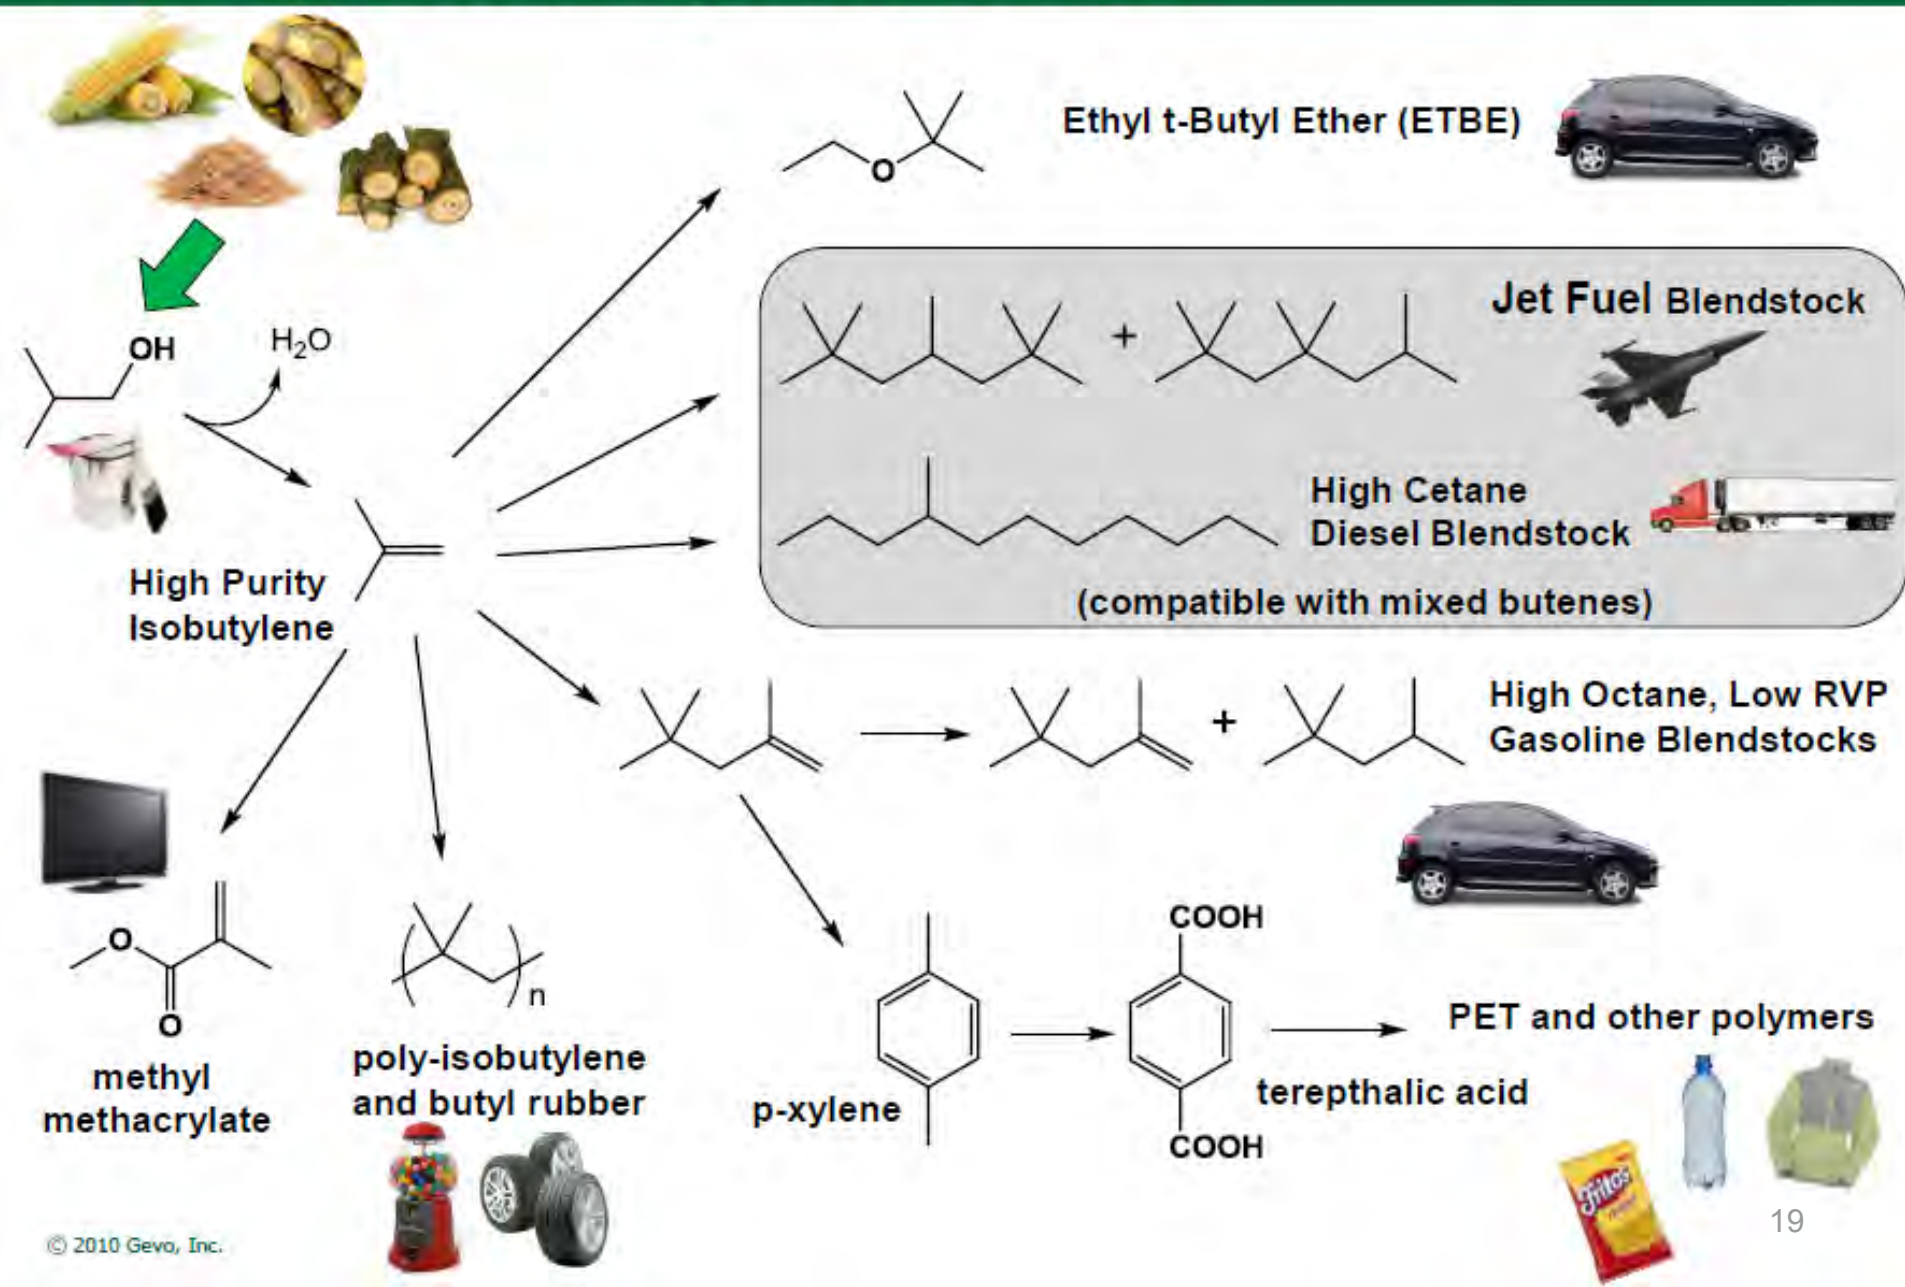 Ethyl t-Butyl Ether (ETBE)
O
Jet Fuel Blendstock
+
OH
H₂O
High Cetane
Diesel Blendstock
(compatible with mixed butenes)
High Purity
Isobutylene
High Octane, Low RVP
Gasoline Blendstocks
+
O
O
methyl
methacrylate
n
poly-isobutylene
and butyl rubber
p-xylene
COOH
COOH
terepthalic acid
PET and other polymers
fritos
19
© 2010 Gevo, Inc.